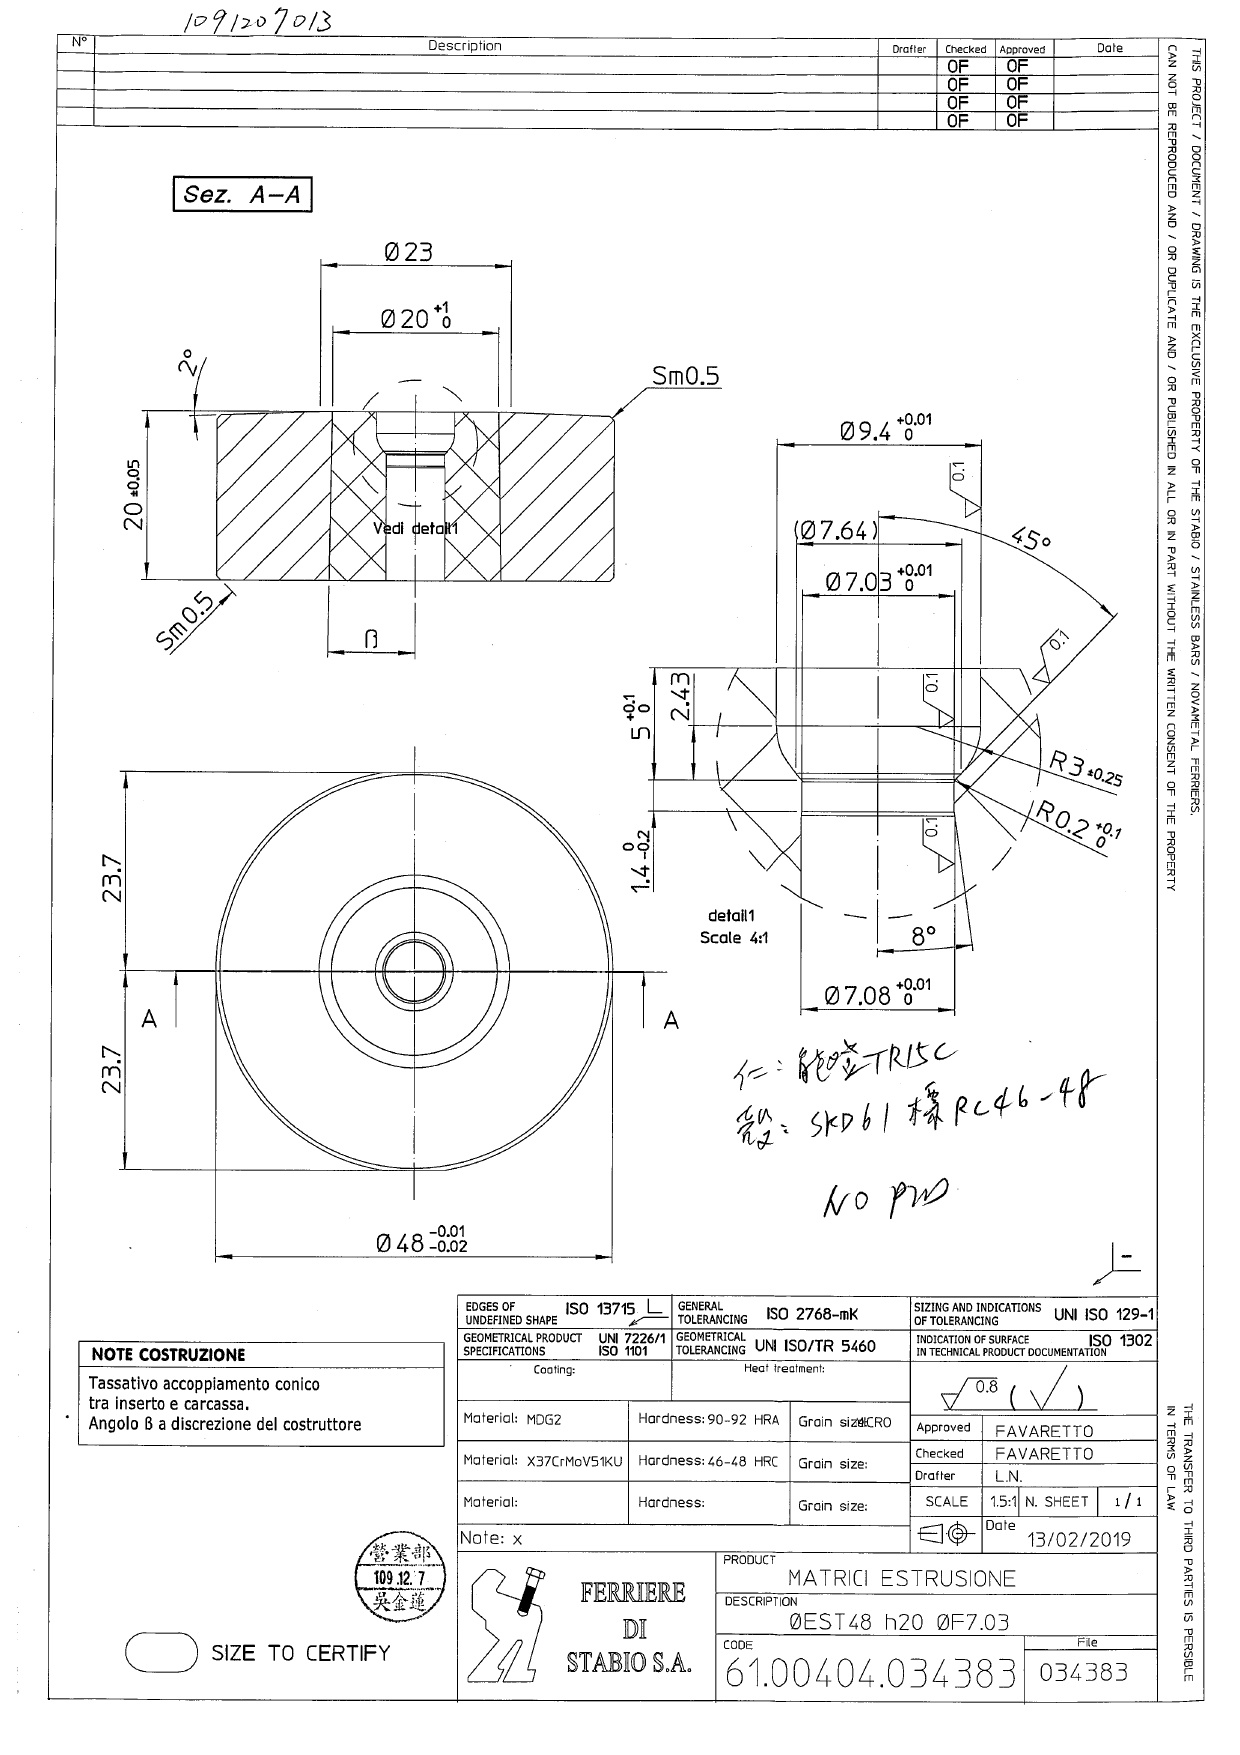 1091207013
N° Description Drafter Checked Approved Date
OF OF
OF OF
OF OF
OF OF
THIS PROJECT / DOCUMENT / DRAWING IS THE EXCLUSIVE PROPERTY OF THE STABIO / STAINLESS BARS / NOVAMETAL FERRIERS.
CAN NOT BE REPRODUCED AND / OR DUPLICATE AND / OR PUBLISHED IN ALL OR IN PART WITHOUT THE WRITTEN CONSENT OF THE PROPERTY
THE TRANSFER TO THIRD PARTIES IS PERSIBLE
IN TERMS OF LAW
Sez. A-A
Ø23
Ø20 +1 0
2°
Sm0.5
20 ±0.05
Vedi detail1
Sm0.5
ß
Ø9.4 +0.01 0
0.1
(Ø7.64)
45°
Ø7.03 +0.01 0
0.1
0.1
5 +0.1 0
2.43
R3 ±0.25
R0.2 +0.1 0
1.4 0 -0.2
0.1
detail1
Scale 4:1
8°
Ø7.08 +0.01 0
23.7
23.7
A A
Ø48 -0.01 -0.02
仁: 能登TR15C
殼: SKD61 標RC46-48
NO PVD
EDGES OF UNDEFINED SHAPE ISO 13715
GENERAL TOLERANCING ISO 2768-mK
SIZING AND INDICATIONS OF TOLERANCING UNI ISO 129-1
GEOMETRICAL PRODUCT SPECIFICATIONS UNI 7226/1 ISO 1101
GEOMETRICAL TOLERANCING UNI ISO/TR 5460
INDICATION OF SURFACE IN TECHNICAL PRODUCT DOCUMENTATION ISO 1302
Coating: Heat treatment:
0.8 ( )
Material: MDG2 Hardness: 90-92 HRA Grain size:
Material: X37CrMoV51KU Hardness: 46-48 HRC Grain size:
Material: Hardness: Grain size:
Approved FAVARETTO
Checked FAVARETTO
Drafter L.N.
SCALE 1.5:1 N. SHEET 1/1
Date 13/02/2019
Note: x
NOTE COSTRUZIONE
Tassativo accoppiamento conico
tra inserto e carcassa.
Angolo ß a discrezione del costruttore
營業部
109.12.7
吳金蓮
SIZE TO CERTIFY
FERRIERE
DI
STABIO S.A.
PRODUCT
MATRICI ESTRUSIONE
DESCRIPTION
ØEST48 h20 ØF7.03
CODE
61.00404.034383
File
034383